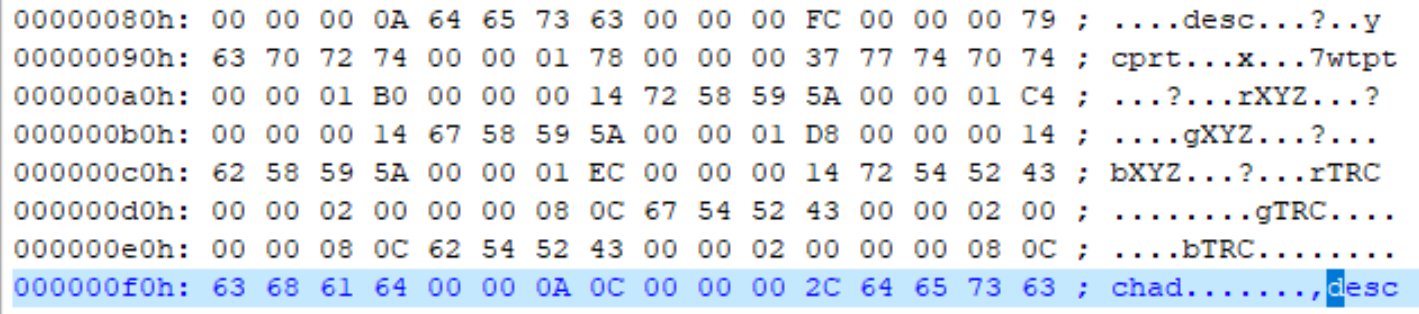 00000080h: 00 00 00 0A 64 65 73 63 00 00 00 FC 00 00 00 79 ; ....desc...?..y
00000090h: 63 70 72 74 00 00 01 78 00 00 00 37 77 74 70 74 ; cprt...x...7wtpt
000000a0h: 00 00 01 B0 00 00 00 14 72 58 59 5A 00 00 01 C4 ; ...?...rXYZ...?
000000b0h: 00 00 00 14 67 58 59 5A 00 00 01 D8 00 00 00 14 ; ....gXYZ...?...
000000c0h: 62 58 59 5A 00 00 01 EC 00 00 00 14 72 54 52 43 ; bXYZ...?...rTRC
000000d0h: 00 00 02 00 00 00 08 0C 67 54 52 43 00 00 02 00 ; ........gTRC....
000000e0h: 00 00 08 0C 62 54 52 43 00 00 02 00 00 00 08 0C ; ....bTRC........
000000f0h: 63 68 61 64 00 00 0A 0C 00 00 00 2C 64 65 73 63 ; chad.......,desc